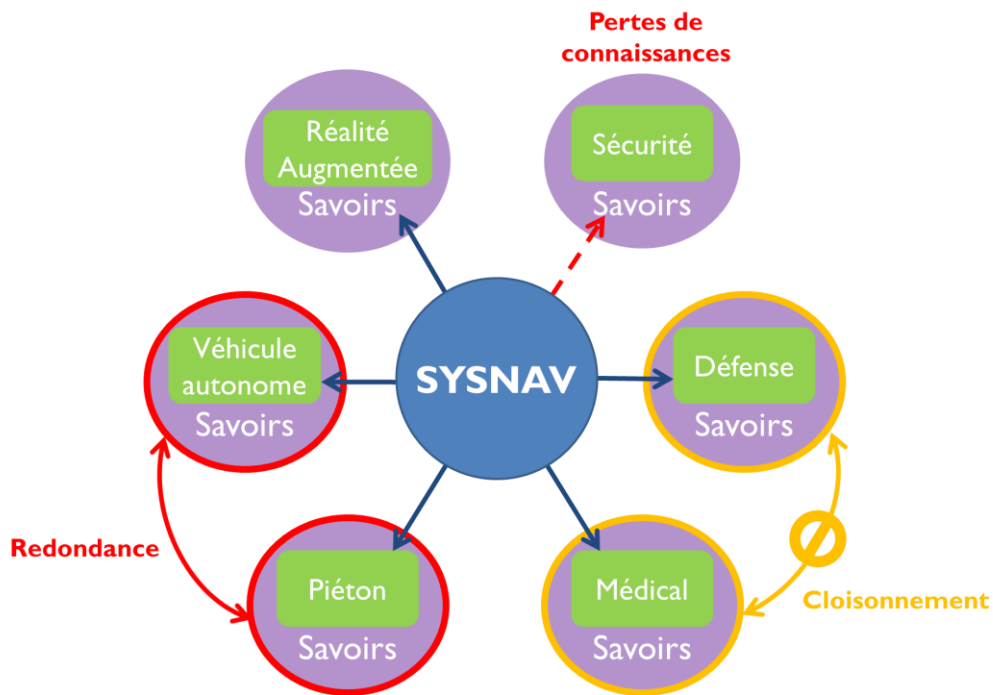 Pertes de
connaissances
Réalité
Augmentée
Savoirs
Sécurité
Savoirs
Véhicule
autonome
Savoirs
SYSNAV
Défense
Savoirs
Redondance
Piéton
Savoirs
Médical
Savoirs
Cloisonnement